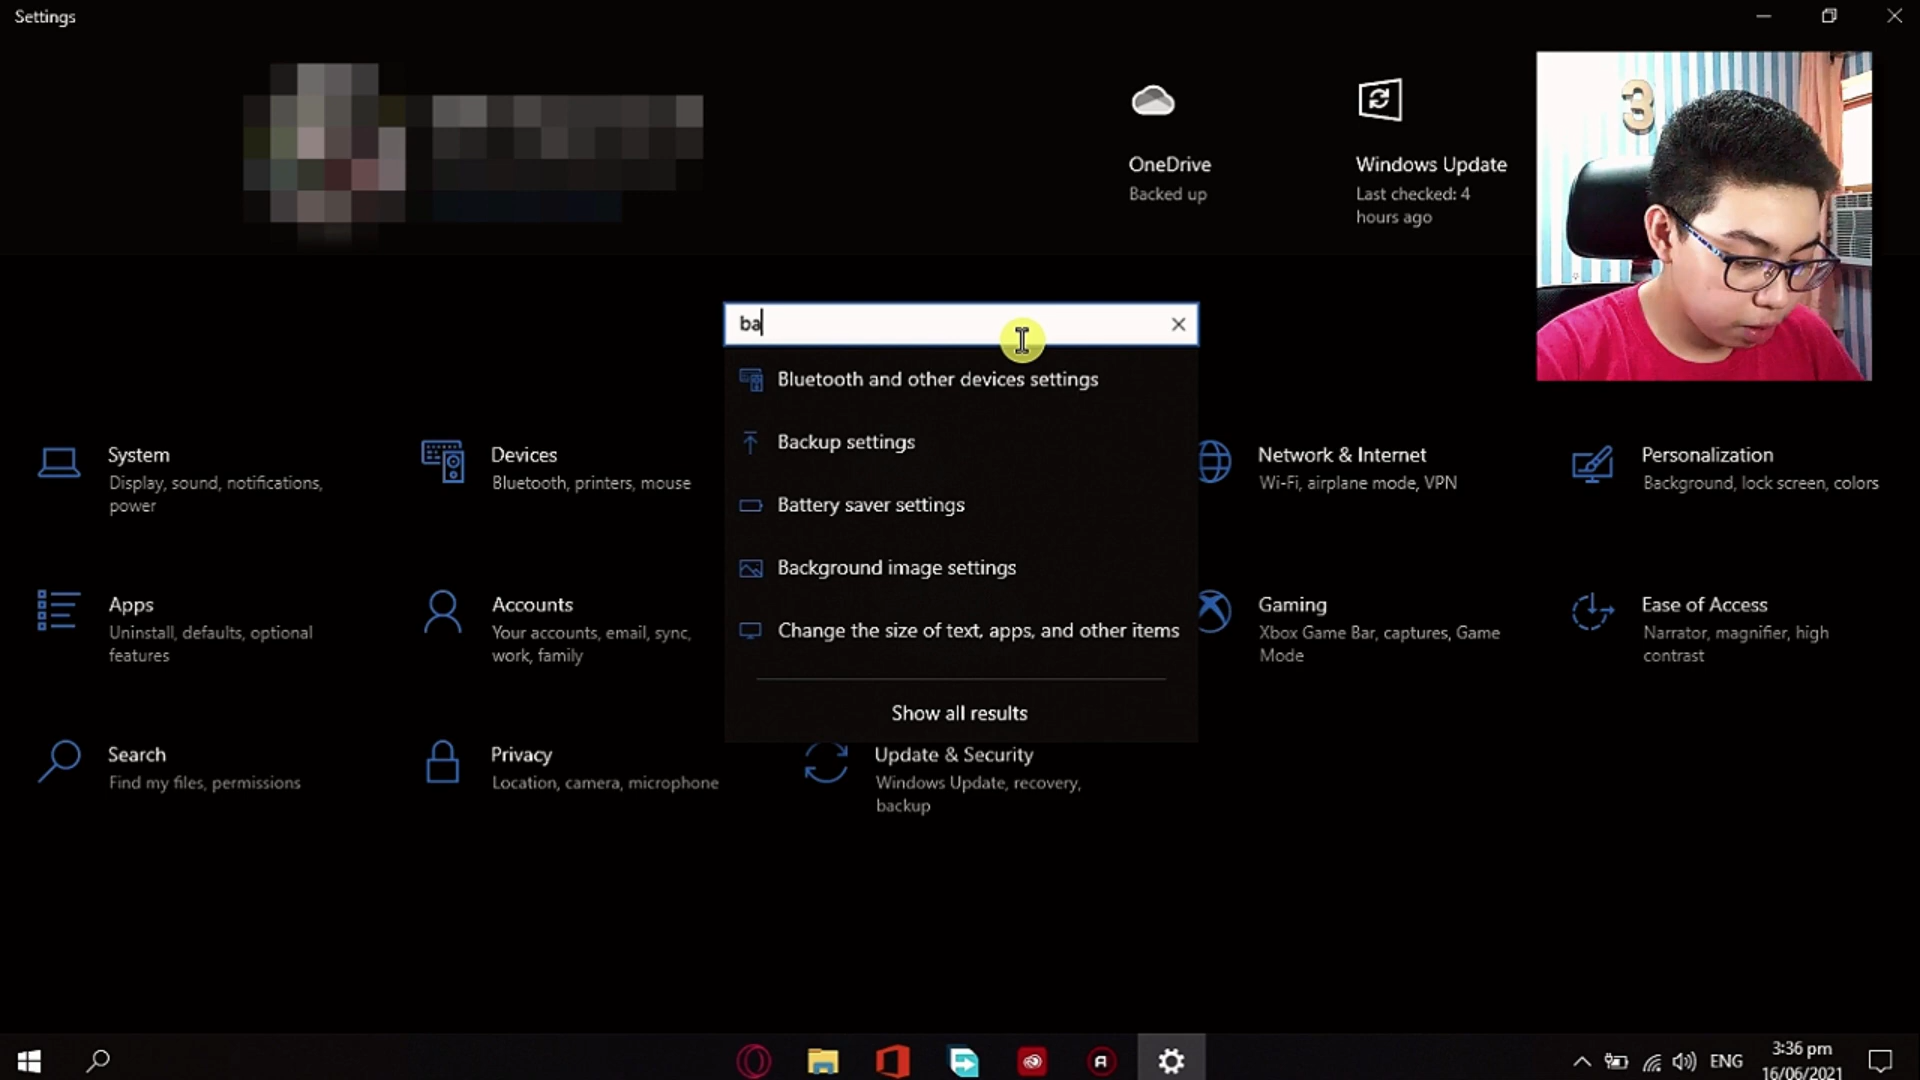 Settings
OneDrive
Backed up
Windows Update
Last checked: 4
hours ago
3
ba
Bluetooth and other devices settings
Backup settings
Battery saver settings
Background image settings
Change the size of text, apps, and other items
Show all results
System
Display, sound, notifications,
power
Devices
Bluetooth, printers, mouse
Network & Internet
Wi-Fi, airplane mode, VPN
Personalization
Background, lock screen, colors
Apps
Uninstall, defaults, optional
features
Accounts
Your accounts, email, sync,
work, family
Gaming
Xbox Game Bar, captures, Game
Mode
Ease of Access
Narrator, magnifier, high
contrast
Search
Find my files, permissions
Privacy
Location, camera, microphone
Update & Security
Windows Update, recovery,
backup
ENG
3:36 pm
16/06/2021